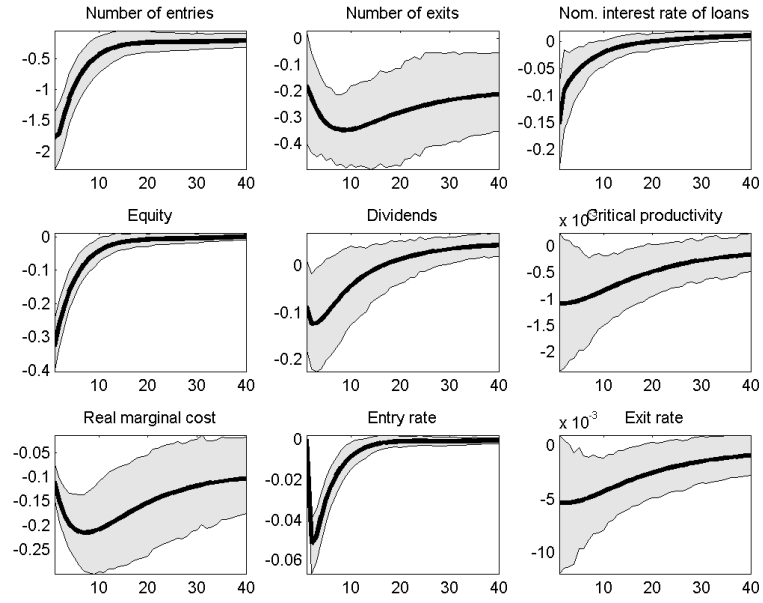 Number of entries
-0.5
-1
-1.5
-2
10 20 30 40
Number of exits
0
-0.1
-0.2
-0.3
-0.4
10 20 30 40
Nom. interest rate of loans
0
-0.05
-0.1
-0.15
-0.2
10 20 30 40
Equity
0
-0.1
-0.2
-0.3
-0.4
10 20 30 40
Dividends
0
-0.1
-0.2
10 20 30 40
x 10
Critical productivity
0
-0.5
-1
-1.5
-2
10 20 30 40
Real marginal cost
-0.05
-0.1
-0.15
-0.2
-0.25
10 20 30 40
Entry rate
0
-0.02
-0.04
-0.06
10 20 30 40
x 10⁻³
Exit rate
0
-5
-10
10 20 30 40